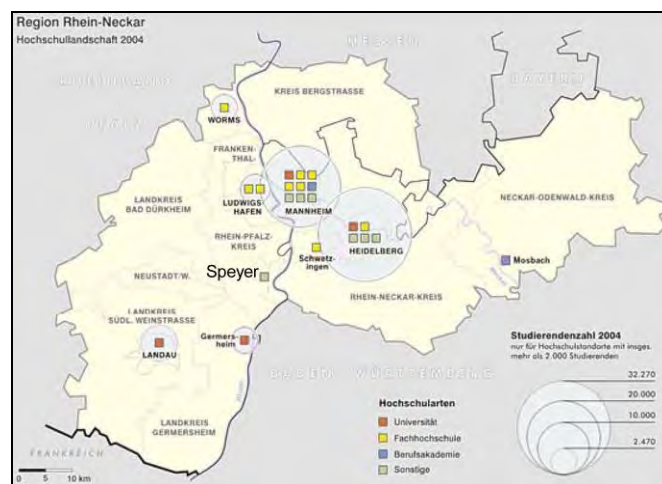 Region Rhein-Neckar
Hochschullandschaft 2004
HESSEN
RHEINLAND
PFALZ
BAYERN
KREIS BERGSTRASSE
WORMS
FRANKEN-
THAL
LANDKREIS
BAD DÜRKHEIM
LUDWIGS-
HAFEN
MANNHEIM
NECKAR-ODENWALD-KREIS
RHEIN-PFALZ-
KREIS
Schwetz-
ingen
HEIDELBERG
Mosbach
NEUSTADT/W.
Speyer
RHEIN-NECKAR-KREIS
LANDKREIS
SÜDL. WEINSTRASSE
LANDAU
Germers-
heim
BADEN-WÜRTTEMBERG
LANDKREIS
GERMERSHEIM
FRANKREICH
0 5 10 km
Hochschularten
Universität
Fachhochschule
Berufsakademie
Sonstige
Studierendenzahl 2004
nur für Hochschulstandorte mit insges.
mehr als 2.000 Studierenden
32.270
20.000
10.000
2.470